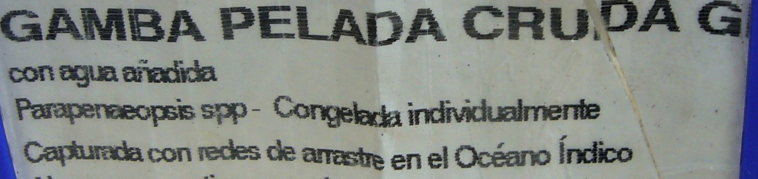 GAMBA PELADA CRUDA
con agua añadida
Parapenaeopsis spp - Congelada individualmente
Capturada con redes de arrastre en el Océano Índico